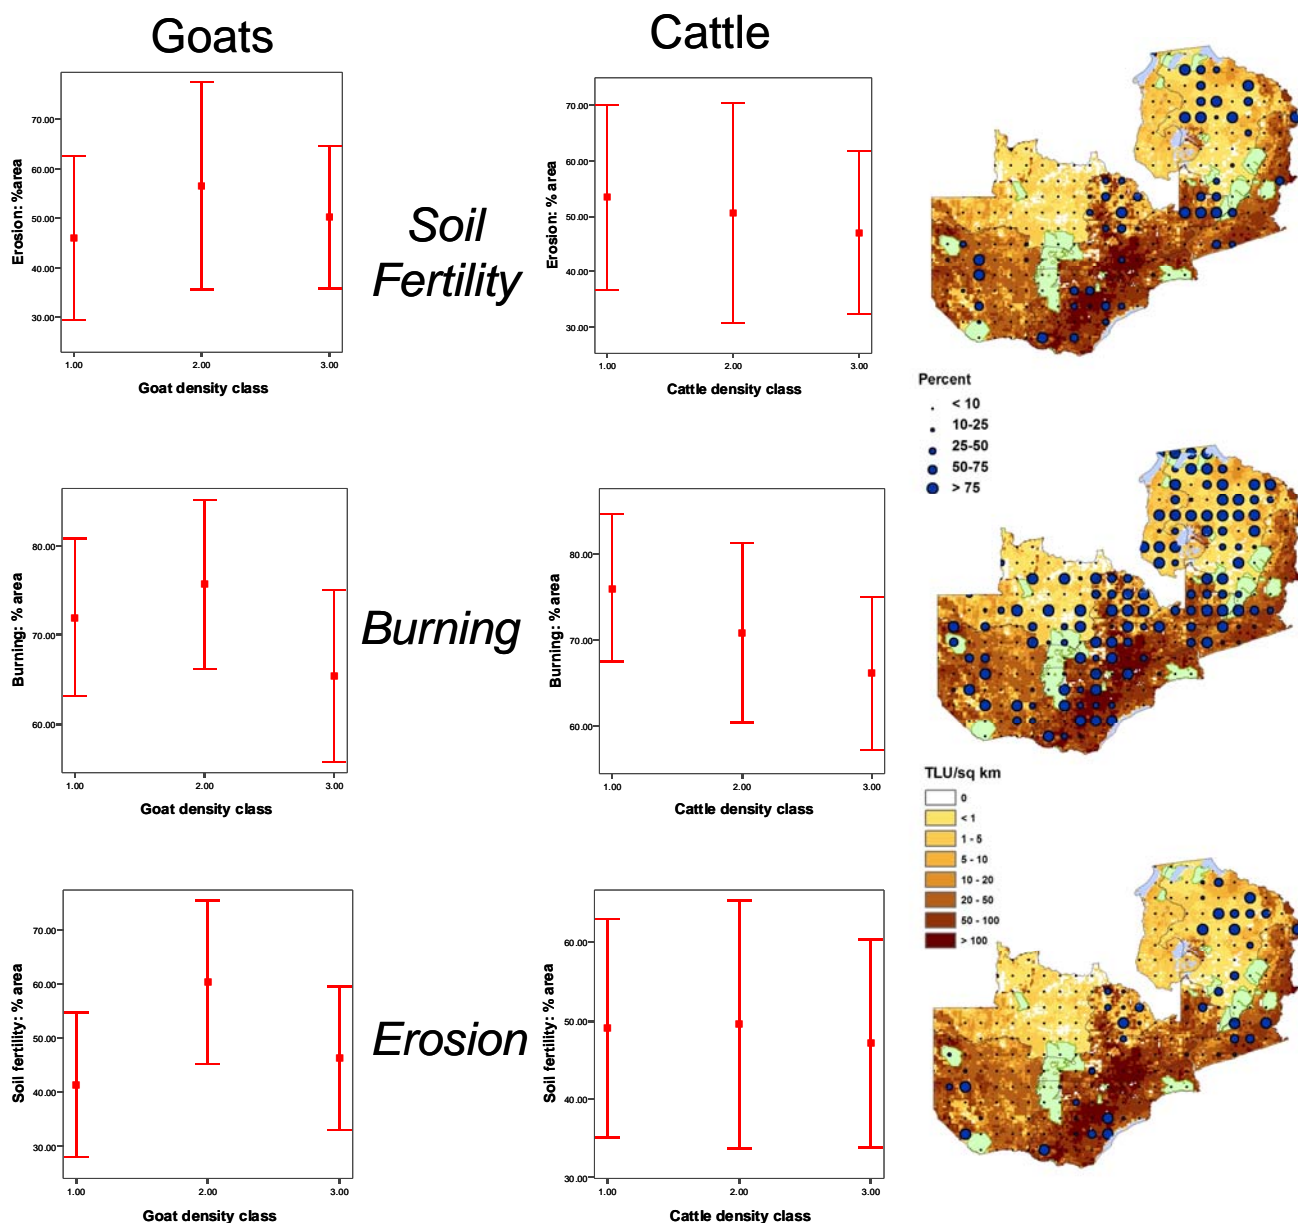 Goats
Cattle
70.00
60.00
50.00
40.00
30.00
Erosion: %area
1.00 2.00 3.00
Goat density class
Soil
Fertility
70.00
60.00
50.00
40.00
30.00
Erosion: % area
1.00 2.00 3.00
Cattle density class
Percent
< 10
10-25
25-50
50-75
> 75
80.00
70.00
60.00
Burning: % area
1.00 2.00 3.00
Goat density class
Burning
80.00
70.00
60.00
Burning: % area
1.00 2.00 3.00
Cattle density class
TLU/sq km
0
< 1
1 - 5
5 - 10
10 - 20
20 - 50
50 - 100
> 100
70.00
60.00
50.00
40.00
30.00
Soil fertility: % area
1.00 2.00 3.00
Goat density class
Erosion
60.00
50.00
40.00
30.00
Soil fertility: % area
1.00 2.00 3.00
Cattle density class